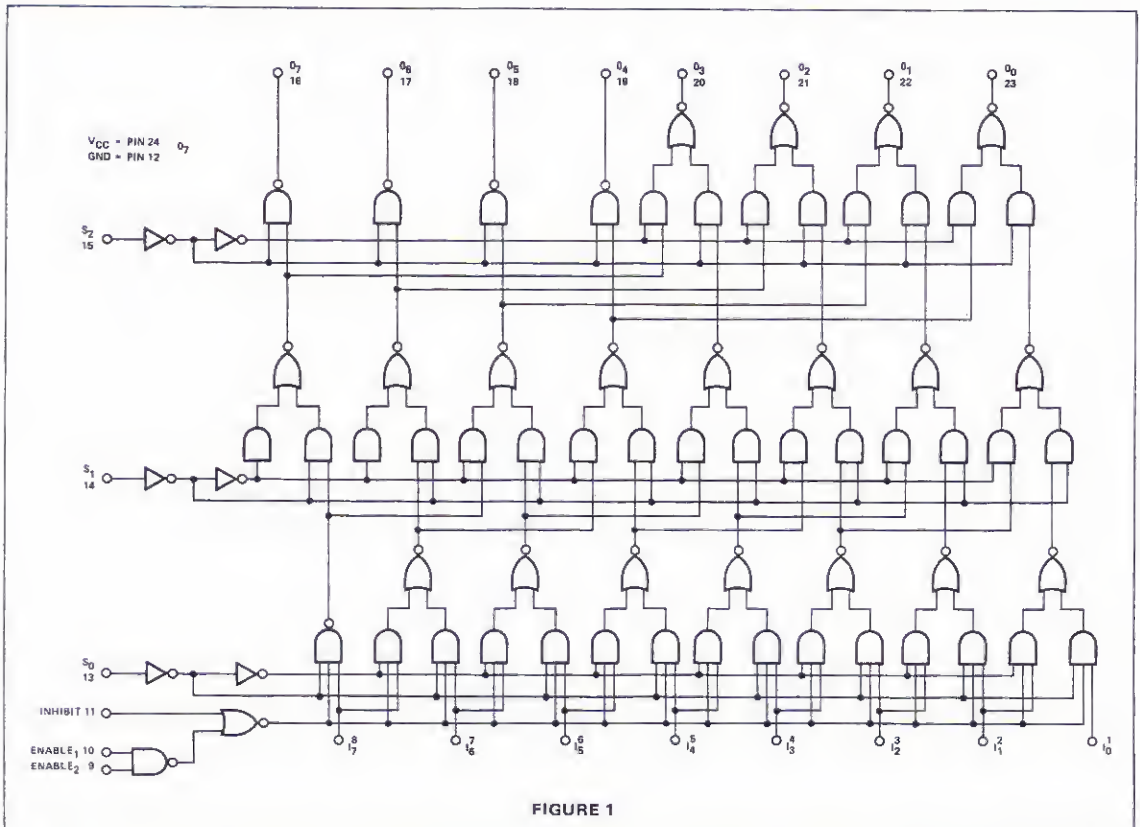 O7 O6 O5 O4 O3 O2 O1 O0
16 17 18 19 20 21 22 23
VCC = PIN 24 O7
GND = PIN 12
S2
15
S1
14
S0
13
INHIBIT 11
ENABLE1 10
ENABLE2 9
8 7 6 5 4 3 2 1
I7 I6 I5 I4 I3 I2 I1 I0
FIGURE 1